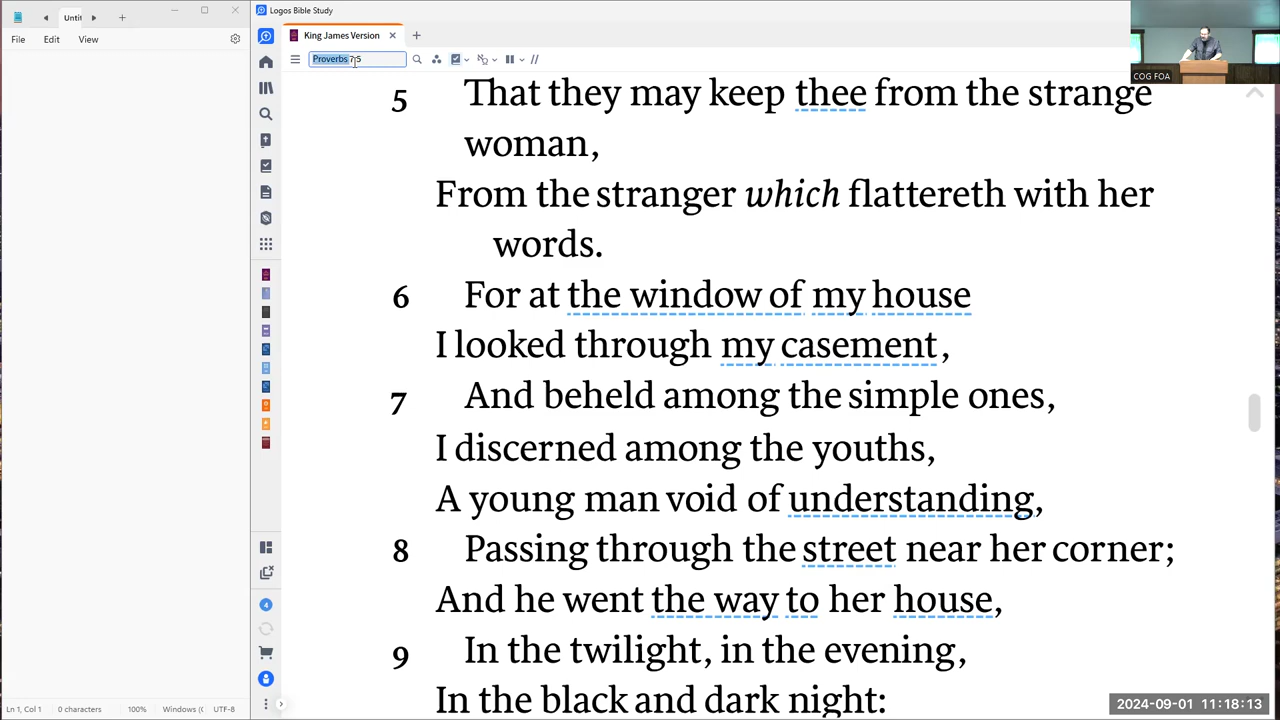 Untit
File Edit View
Logos Bible Study
King James Version
Proverbs 7:5
COG FOA
5 That they may keep thee from the strange
woman,
From the stranger which flattereth with her
words.
6 For at the window of my house
I looked through my casement,
7 And beheld among the simple ones,
I discerned among the youths,
A young man void of understanding,
8 Passing through the street near her corner;
And he went the way to her house,
9 In the twilight, in the evening,
In the black and dark night:
4
Ln 1, Col 1 0 characters 100% Windows (C UTF-8
2024-09-01 11:18:13